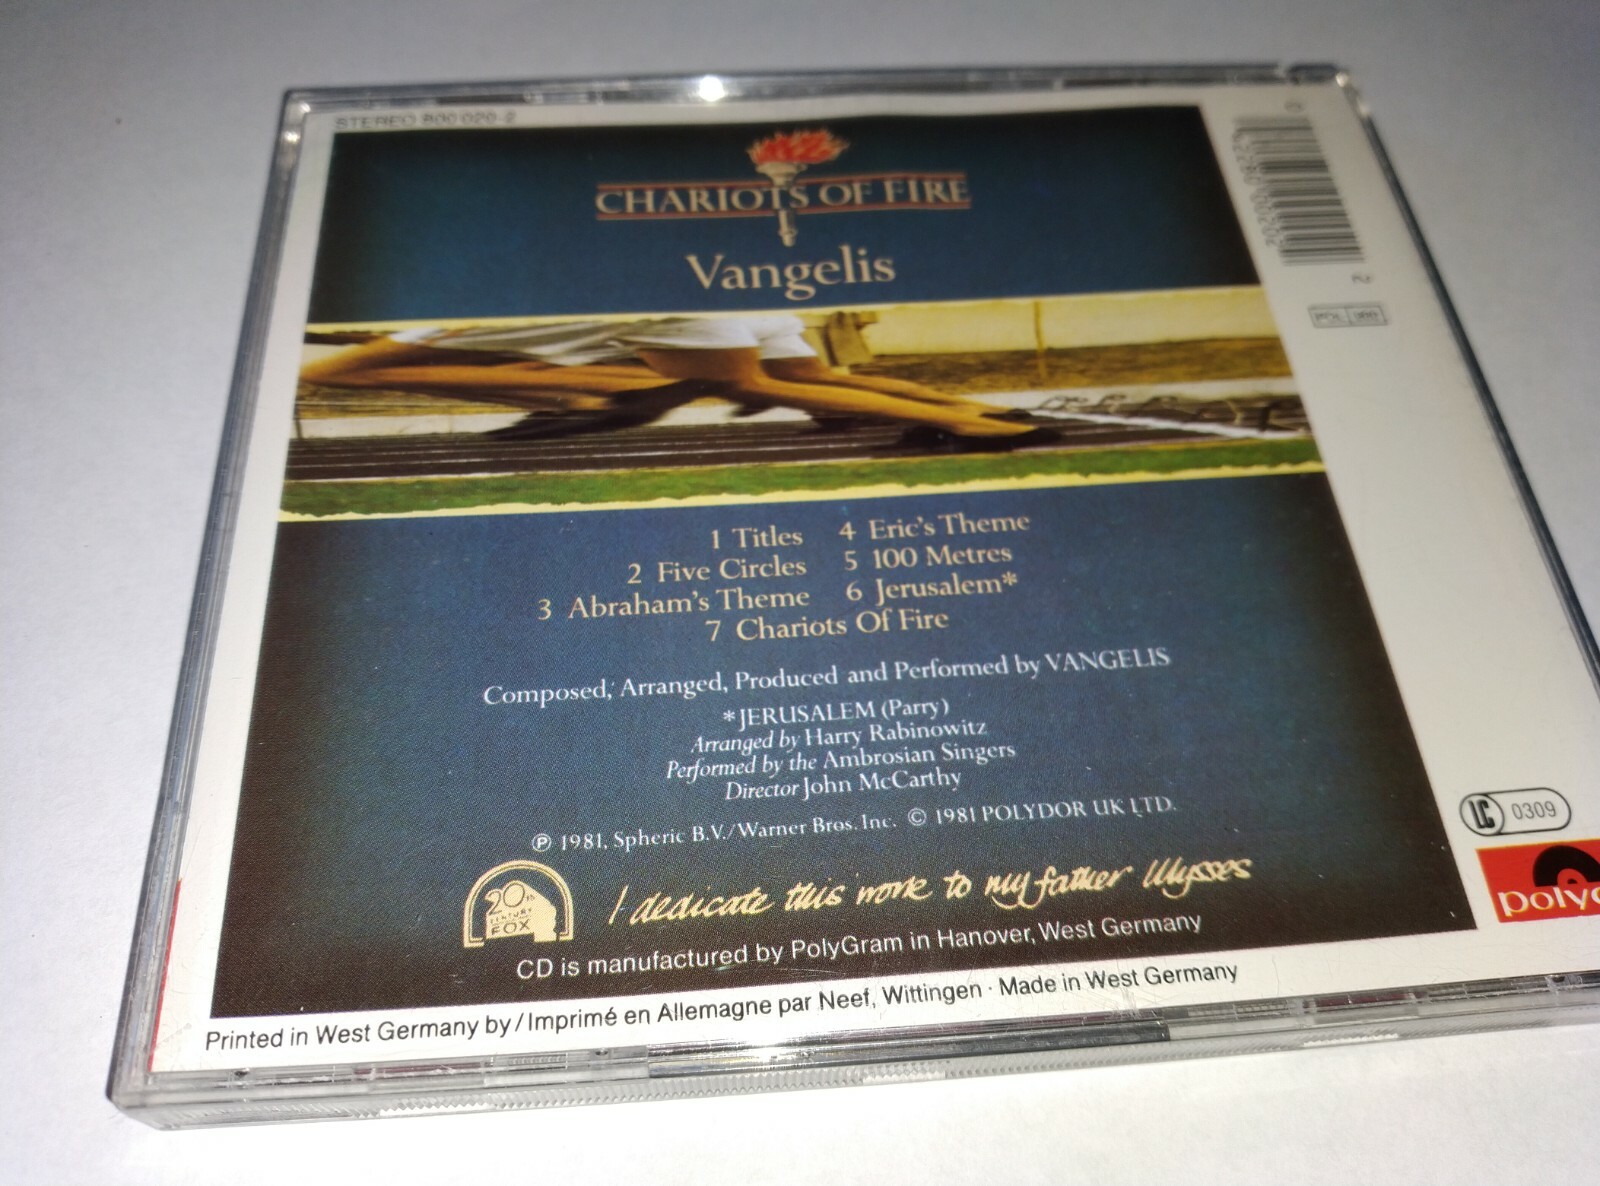 STEREO 800 020-2
CHARIOTS OF FIRE
Vangelis
1 Titles
2 Five Circles
3 Abraham's Theme
4 Eric's Theme
5 100 Metres
6 Jerusalem*
7 Chariots Of Fire
Composed, Arranged, Produced and Performed by VANGELIS
*JERUSALEM (Parry)
Arranged by Harry Rabinowitz
Performed by the Ambrosian Singers
Director John McCarthy
℗ 1981, Spheric B.V./Warner Bros. Inc. © 1981 POLYDOR UK LTD.
20th CENTURY FOX
I dedicate this work to my father Ulysses
CD is manufactured by PolyGram in Hanover, West Germany
Printed in West Germany by / Imprimé en Allemagne par Neef, Wittingen · Made in West Germany
LC 0309